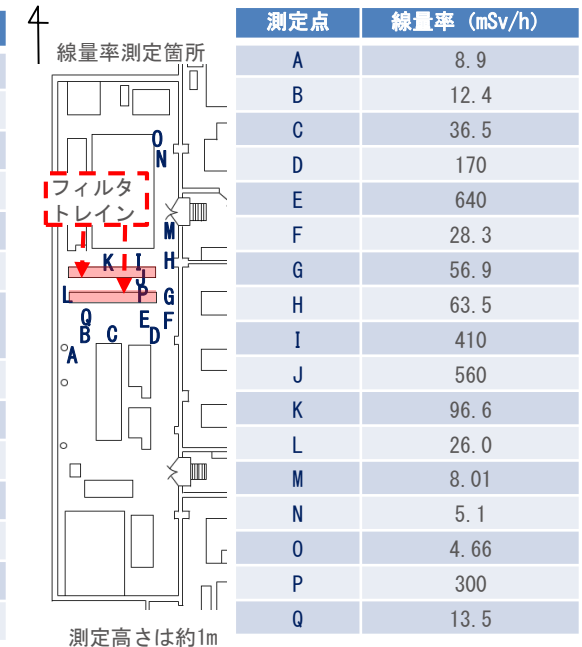 線量率測定箇所
O
N
フィルタ
トレイン
M
K I H
J
L P G
Q E F
B C D
A
測定高さは約1m
測定点 線量率 (mSv/h)
A 8.9
B 12.4
C 36.5
D 170
E 640
F 28.3
G 56.9
H 63.5
I 410
J 560
K 96.6
L 26.0
M 8.01
N 5.1
O 4.66
P 300
Q 13.5